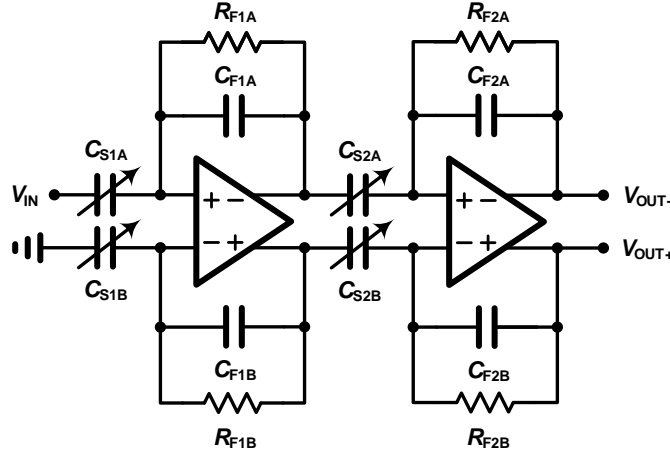 RF1A
RF2A
CF1A
CF2A
CS1A
CS2A
VIN
+ −
+ −
VOUT-
− +
− +
VOUT+
CS1B
CS2B
CF1B
CF2B
RF1B
RF2B